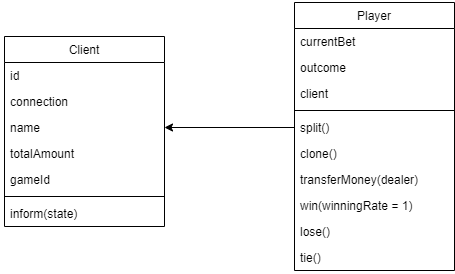 Client
id
connection
name
totalAmount
gameId
inform(state)
Player
currentBet
outcome
client
split()
clone()
transferMoney(dealer)
win(winningRate = 1)
lose()
tie()